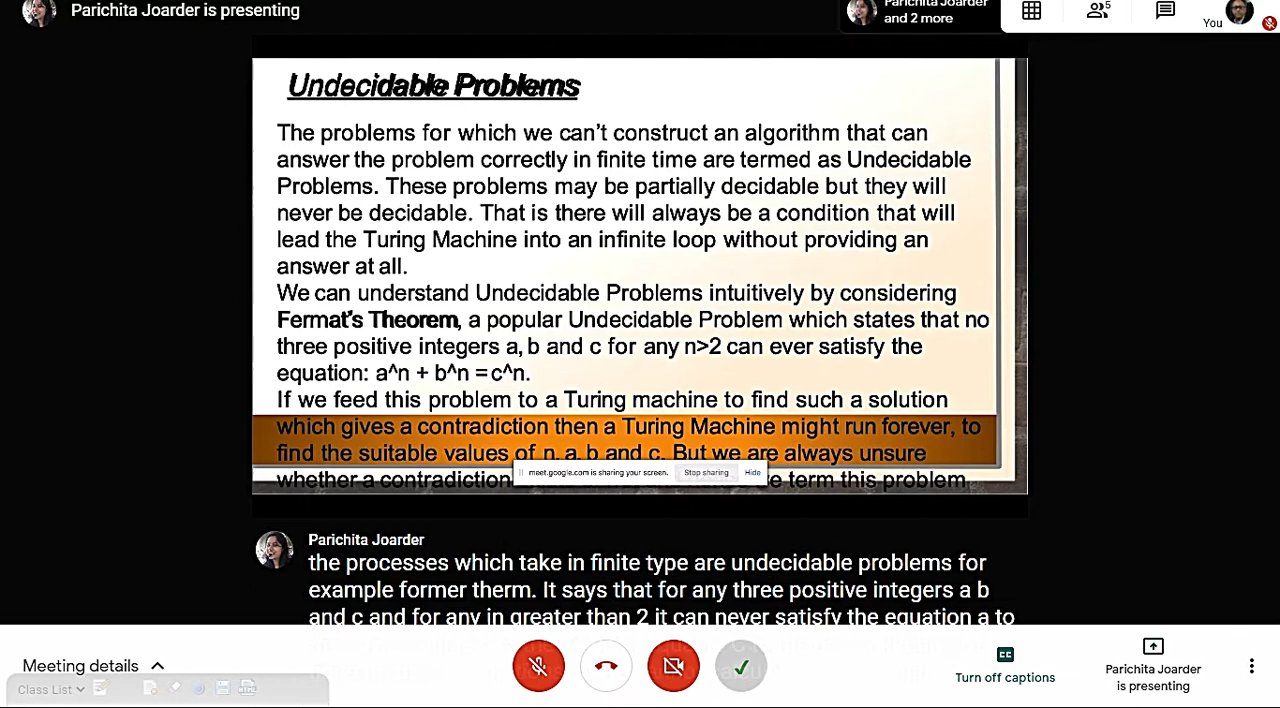 Parichita Joarder is presenting
Parichita Joarder
and 2 more
5
You
Undecidable Problems
The problems for which we can't construct an algorithm that can
answer the problem correctly in finite time are termed as Undecidable
Problems. These problems may be partially decidable but they will
never be decidable. That is there will always be a condition that will
lead the Turing Machine into an infinite loop without providing an
answer at all.
We can understand Undecidable Problems intuitively by considering
Fermat's Theorem, a popular Undecidable Problem which states that no
three positive integers a, b and c for any n>2 can ever satisfy the
equation: a^n + b^n = c^n.
If we feed this problem to a Turing machine to find such a solution
which gives a contradiction then a Turing Machine might run forever, to
find the suitable values of n, a, b and c. But we are always unsure
whether a contradiction e term this problem
meet.google.com is sharing your screen. Stop sharing Hide
Parichita Joarder
the processes which take in finite type are undecidable problems for
example former therm. It says that for any three positive integers a b
and c and for any in greater than 2 it can never satisfy the equation a to
Meeting details
Class List
Turn off captions
Parichita Joarder
is presenting